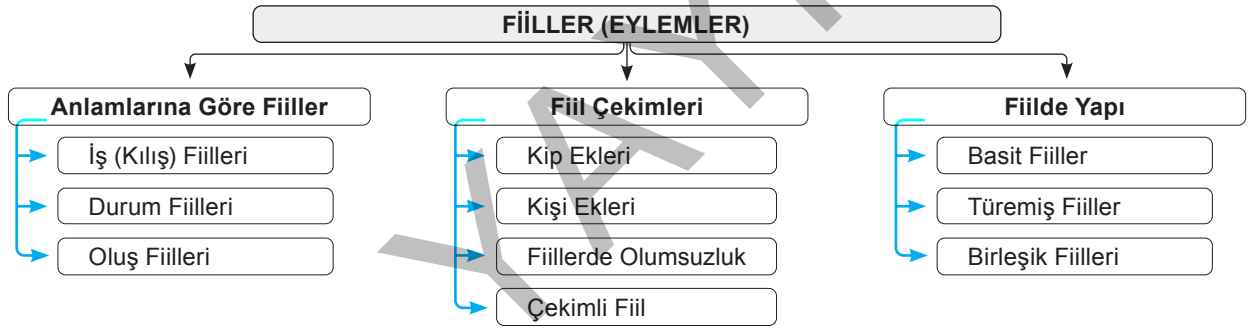 FİİLLER (EYLEMLER)
Anlamlarına Göre Fiiller
İş (Kılış) Fiilleri
Durum Fiilleri
Oluş Fiilleri
Fiil Çekimleri
Kip Ekleri
Kişi Ekleri
Fiillerde Olumsuzluk
Çekimli Fiil
Fiilde Yapı
Basit Fiiller
Türemiş Fiiller
Birleşik Fiilleri
YAY